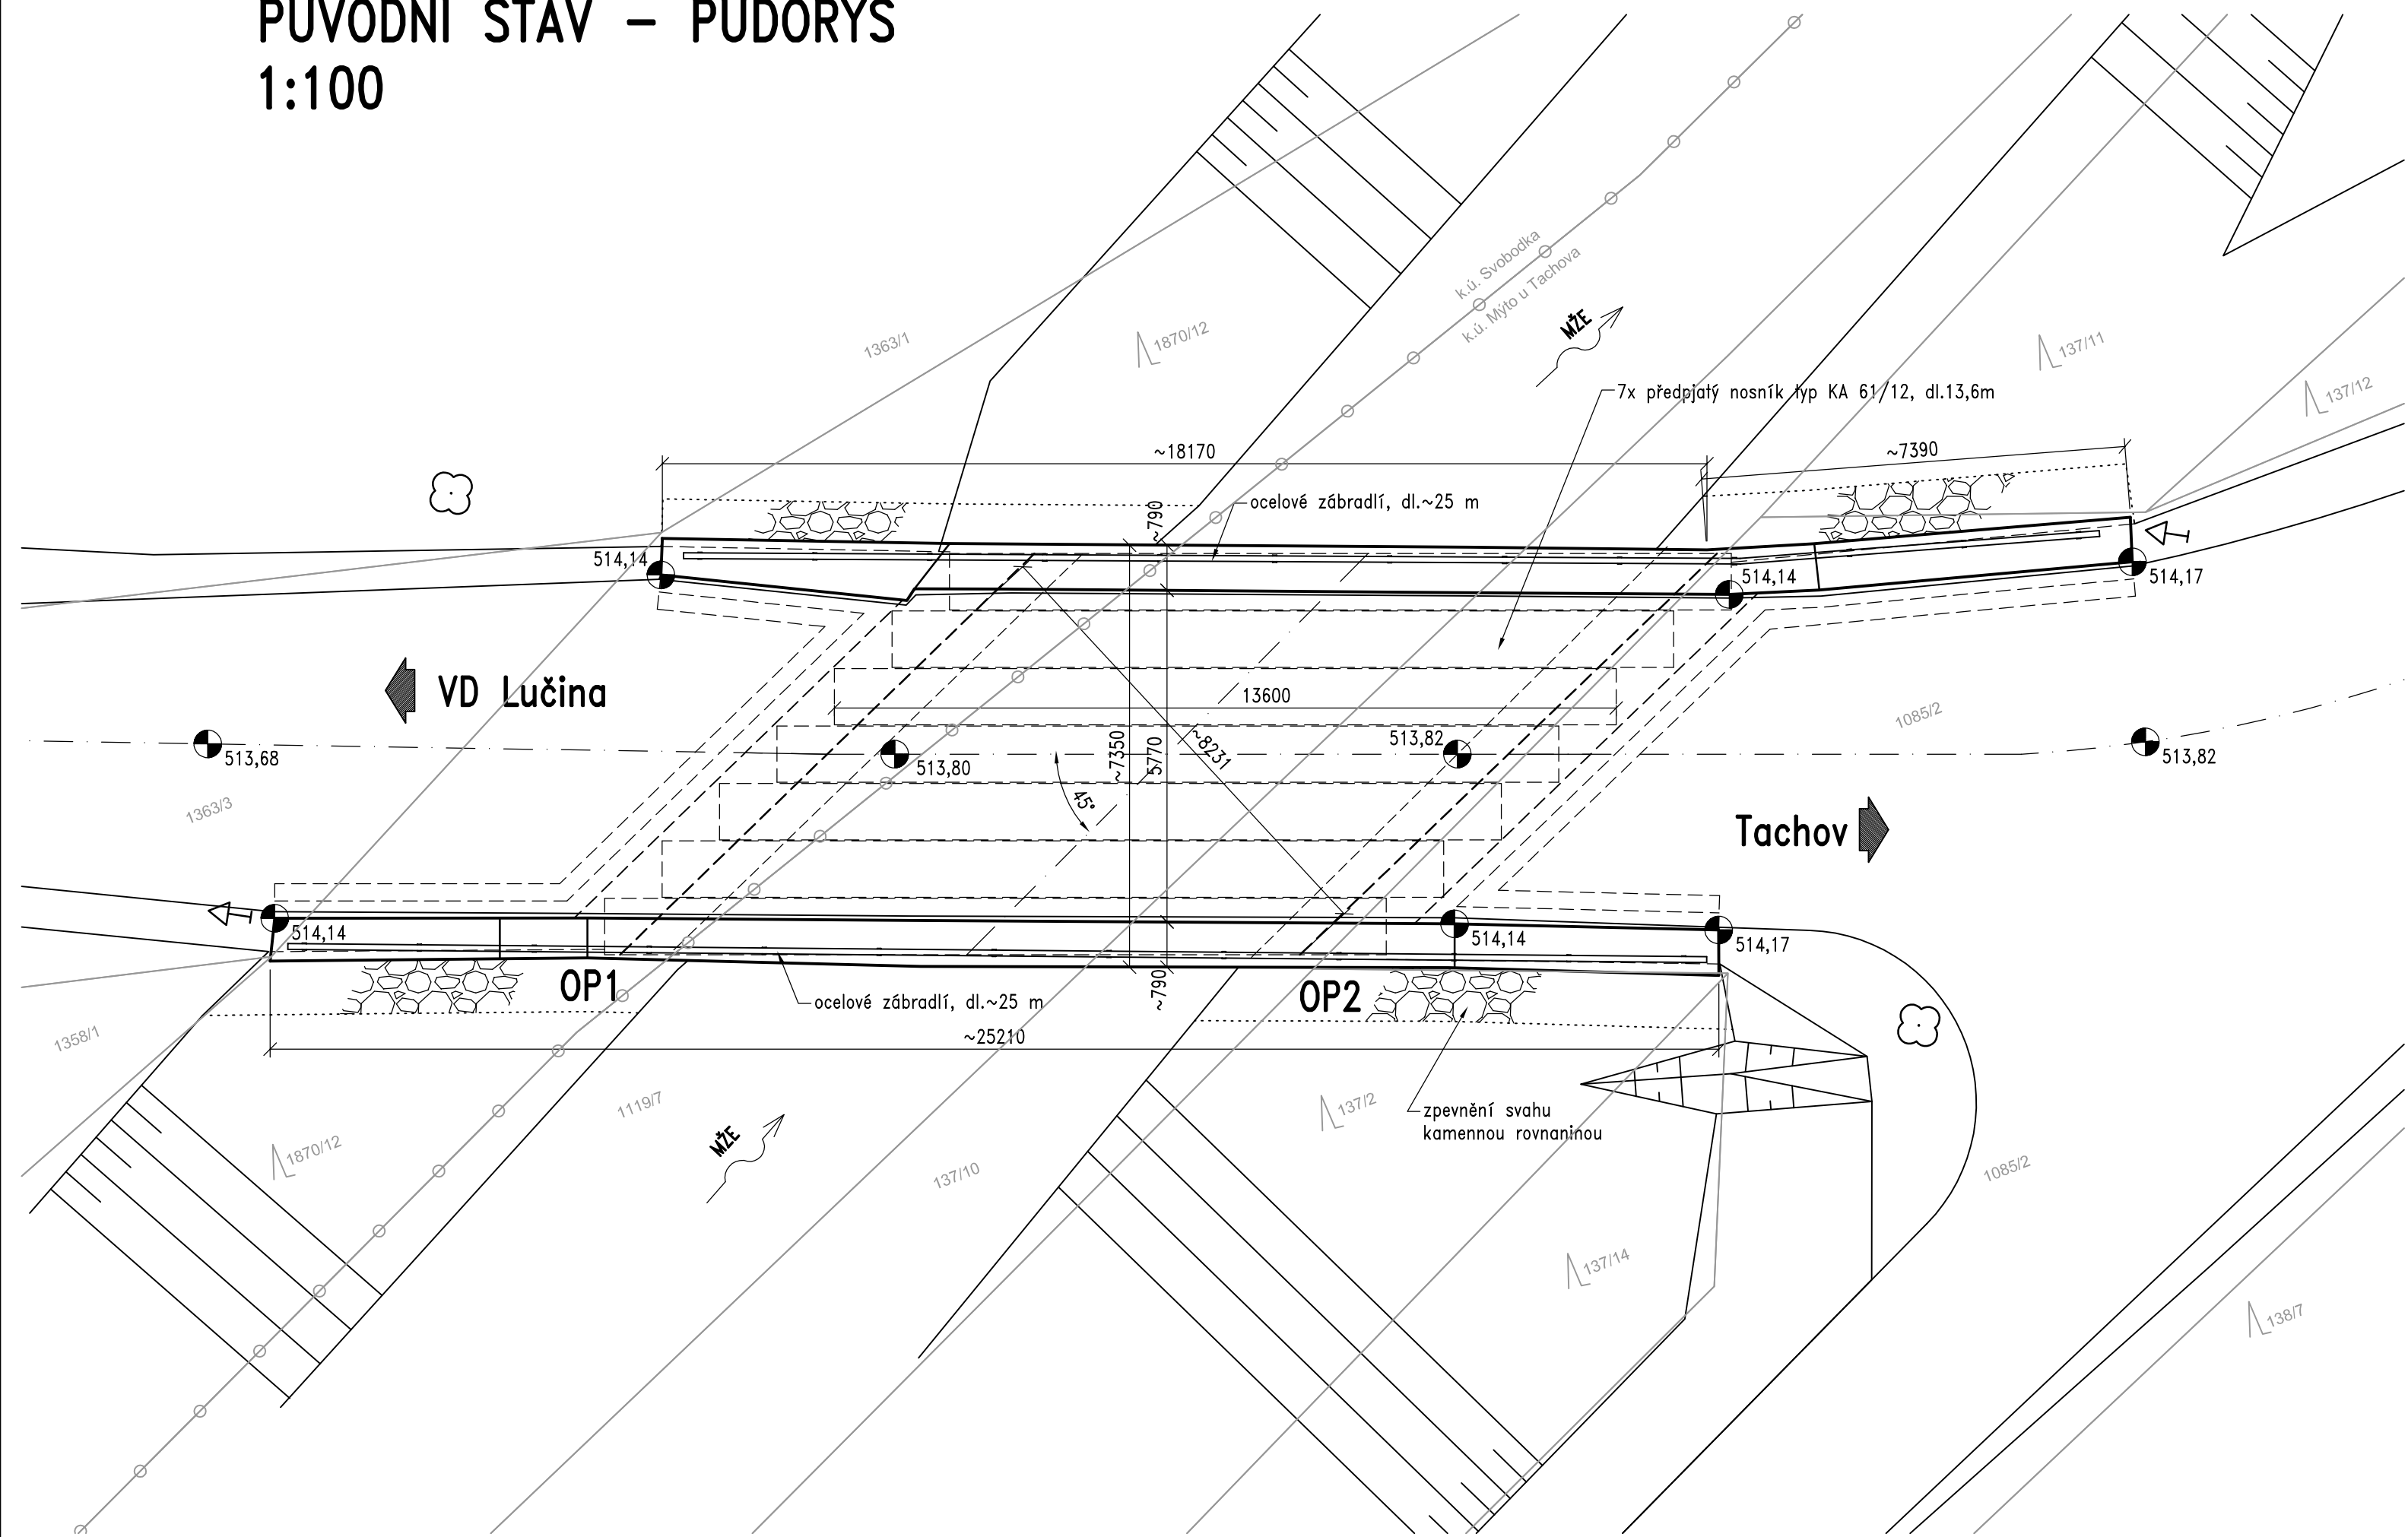 PŮVODNÍ STAV – PŮDORYS
1:100
k.ú. Svobodka
k.ú. Mýto u Tachova
MŽE
1363/1
1870/12
137/11
137/12
7x předpjatý nosník typ KA 61/12, dl.13,6m
~18170
~7390
ocelové zábradlí, dl.~25 m
~790
514,14
514,14
514,17
VD Lučina
13600
1085/2
513,68
513,80
~7350
5770
~8231
513,82
513,82
45°
1363/3
Tachov
514,14
514,14
514,17
OP1
ocelové zábradlí, dl.~25 m
~790
OP2
~25210
1358/1
1119/7
137/2
zpevnění svahu
kamennou rovnaninou
1870/12
MŽE
137/10
1085/2
137/14
138/7